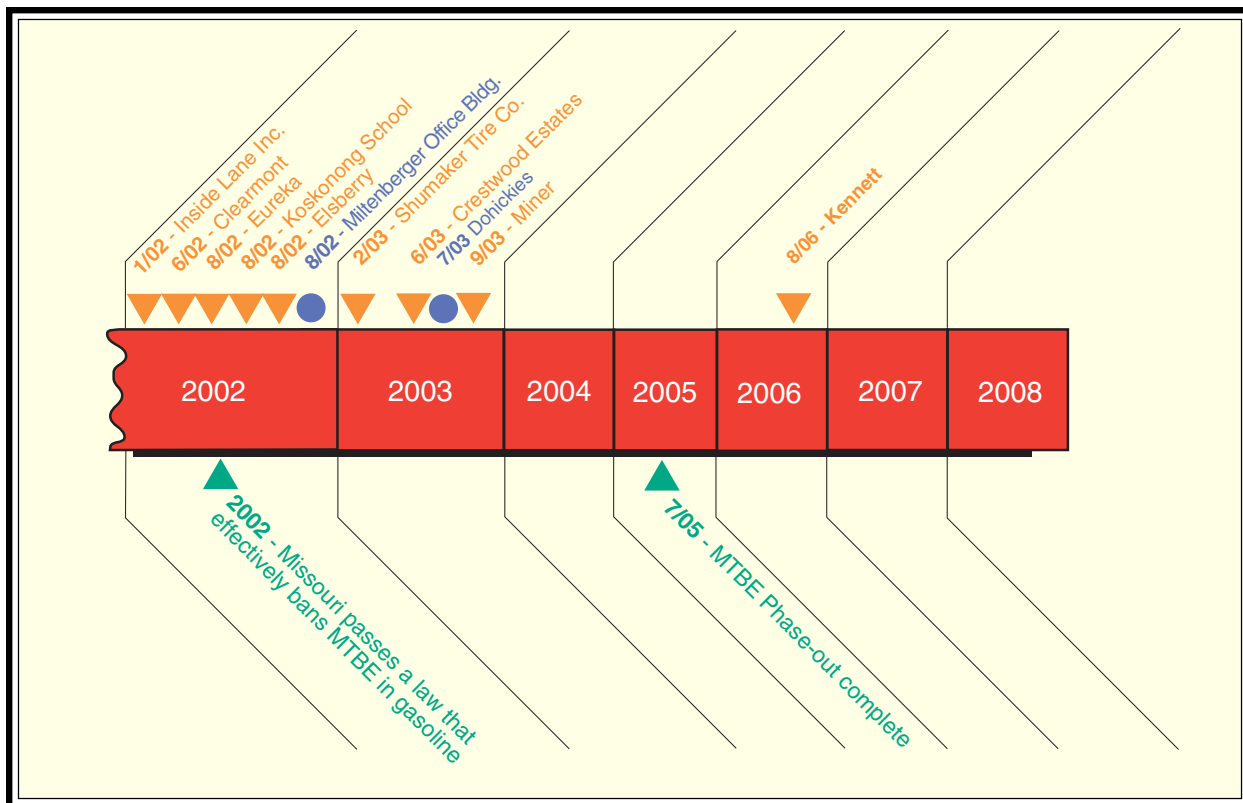 1/02 - Inside Lane Inc.
6/02 - Clearmont
8/02 - Eureka
8/02 - Koskonong School
8/02 - Elsberry
8/02 - Miltenberger Office Bldg.
2/03 - Shumaker Tire Co.
6/03 - Crestwood Estates
7/03 Dohickies
9/03 - Miner
8/06 - Kennett
2002
2003
2004
2005
2006
2007
2008
2002 - Missouri passes a law that
effectively bans MTBE in gasoline
7/05 - MTBE Phase-out complete